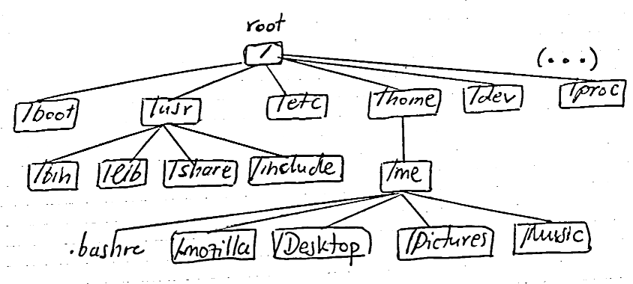 root
/
(...)
/boot /usr /etc /home /dev /proc
/bin /lib /share /include /me
.bashrc /.mozilla /Desktop /Pictures /Music